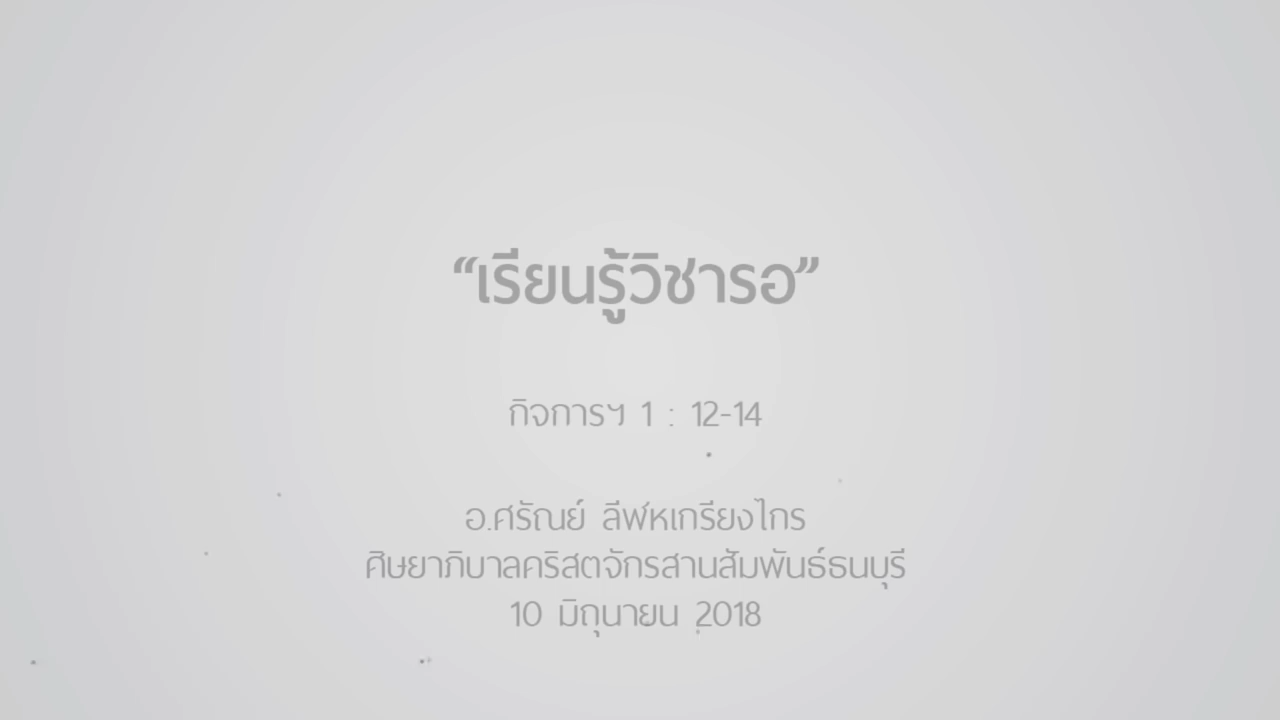 “เรียนรู้วิชารอ”
กิจการฯ 1 : 12-14
อ.ศรัณย์ ลีฬหเกรียงไกร
ศิษยาภิบาลคริสตจักรสานสัมพันธ์ธนบุรี
10 มิถุนายน 2018